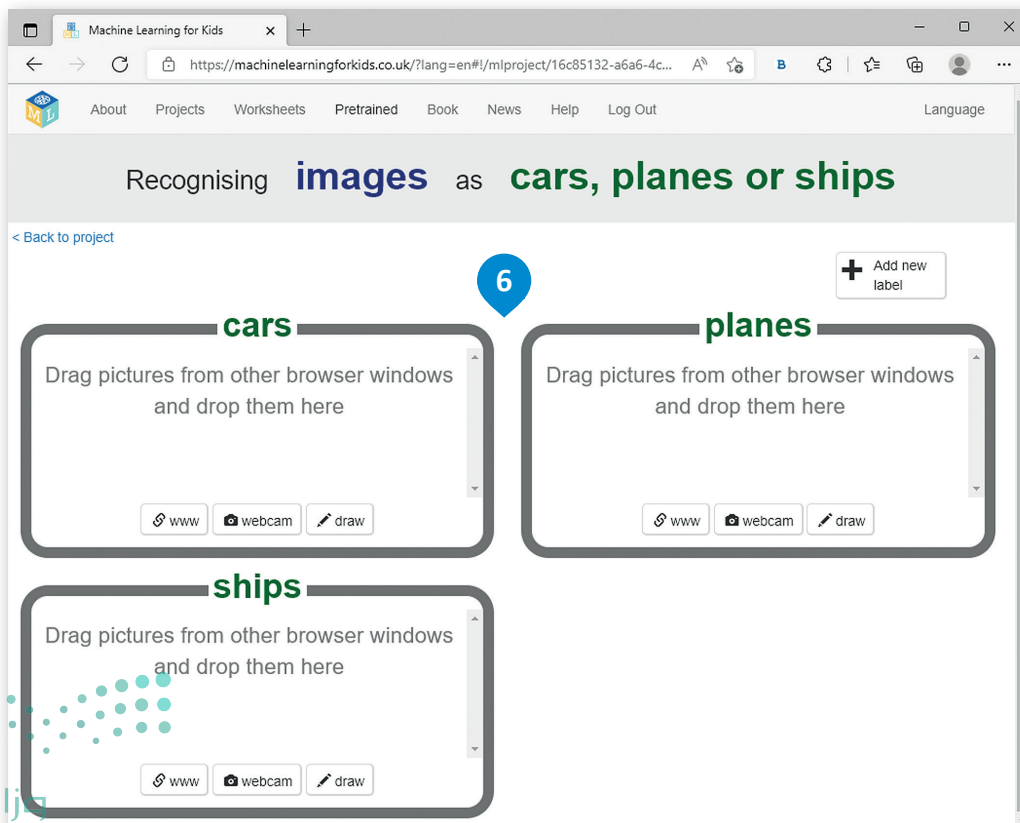 Machine Learning for Kids
https://machinelearningforkids.co.uk/?lang=en#!/mlproject/16c85132-a6a6-4c...
B
ML
About Projects Worksheets Pretrained Book News Help Log Out Language
Recognising images as cars, planes or ships
< Back to project
6
Add new
label
cars
Drag pictures from other browser windows
and drop them here
www webcam draw
planes
Drag pictures from other browser windows
and drop them here
www webcam draw
ships
Drag pictures from other browser windows
and drop them here
www webcam draw